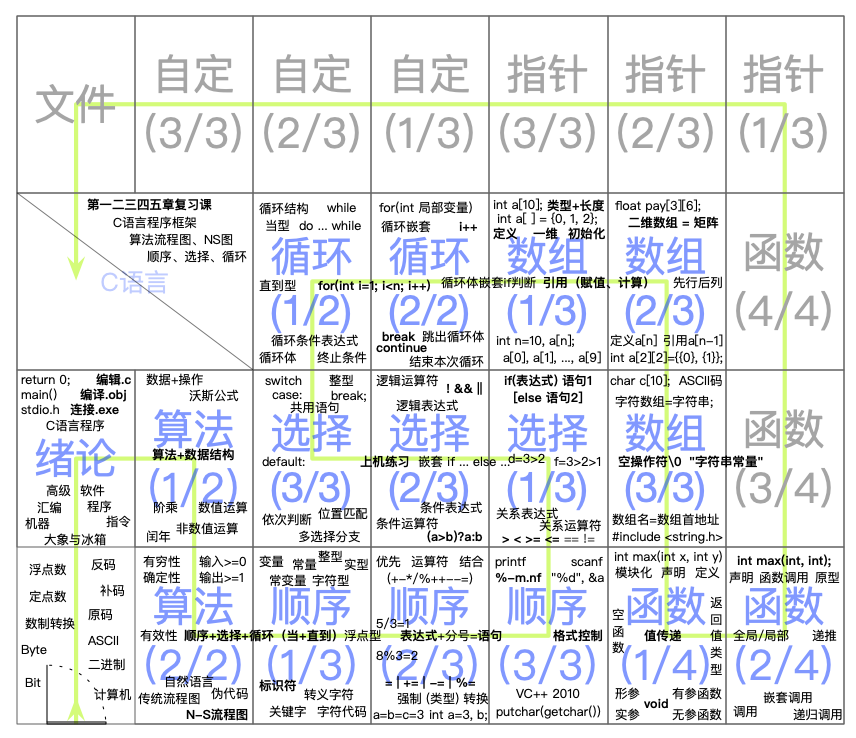 文件
自定
(3/3)
自定
(2/3)
自定
(1/3)
指针
(3/3)
指针
(2/3)
指针
(1/3)
第一二三四五章复习课
C语言程序框架
算法流程图、NS图
顺序、选择、循环
C语言
循环结构 while
当型 do ... while
循环
直到型 for(int i=1; i<n; i++)
(1/2)
循环条件表达式
循环体 终止条件
for(int 局部变量)
循环嵌套 i++
循环
循环体嵌套if判断
(2/2)
break 跳出循环体
continue
结束本次循环
int a[10]; 类型+长度
int a[ ] = {0, 1, 2};
定义 一维 初始化
数组
引用（赋值、计算）
(1/3)
int n=10, a[n];
a[0], a[1], ..., a[9]
float pay[3][6];
二维数组 = 矩阵
数组
先行后列
(2/3)
定义a[n] 引用a[n-1]
int a[2][2]={{0}, {1}};
函数
(4/4)
return 0; 编辑.c
main() 编译.obj
stdio.h 连接.exe
C语言程序
绪论
高级 软件
汇编 程序
机器 指令
大象与冰箱
数据+操作
沃斯公式
算法
算法+数据结构
(1/2)
阶乘 数值运算
闰年 非数值运算
switch 整型
case: break;
共用语句
选择
default:
(3/3)
依次判断 位置匹配
多选择分支
逻辑运算符 ! && ||
逻辑表达式
选择
上机练习 嵌套 if ... else ...
(2/3)
条件表达式
条件运算符
(a>b)?a:b
if(表达式) 语句1
[else 语句2]
选择
d=3>2 f=3>2>1
(1/3)
关系表达式
关系运算符
> < >= <= == !=
char c[10]; ASCII码
字符数组=字符串;
数组
空操作符\0 "字符串常量"
(3/3)
数组名=数组首地址
#include <string.h>
函数
(3/4)
浮点数 反码
定点数 补码
数制转换 原码
Byte ASCII
二进制
Bit 计算机
有穷性 输入>=0
确定性 输出>=1
算法
有效性 顺序+选择+循环（当+直到）
(2/2)
自然语言
传统流程图 伪代码
N-S流程图
变量 常量 整型 实型
常变量 字符型
顺序
浮点型
(1/3)
标识符 转义字符
关键字 字符代码
优先 运算符 结合
(+-*/%++--=)
顺序
5/3=1
表达式+分号=语句
8%3=2
(2/3)
= | += | -= | %=
强制 (类型) 转换
a=b=c=3 int a=3, b;
printf scanf
%-m.nf "%d", &a
顺序
格式控制
(3/3)
VC++ 2010
putchar(getchar())
int max(int x, int y)
模块化 声明 定义
函数
空函数 值传递 返回值类型
(1/4)
形参 void 有参函数
实参 无参函数
int max(int, int);
声明 函数调用 原型
函数
全局/局部 递推
(2/4)
嵌套调用
调用 递归调用